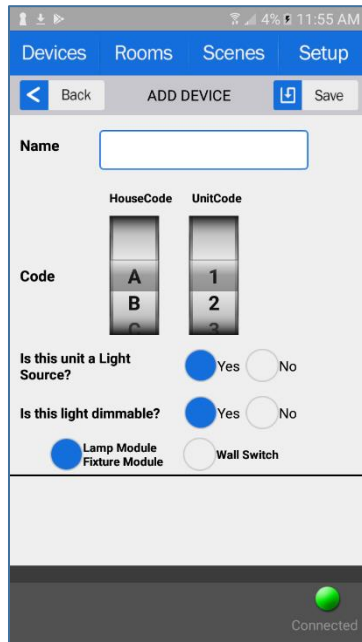 4% 11:55 AM
Devices Rooms Scenes Setup
Back ADD DEVICE Save
Name
HouseCode UnitCode
Code
A 1
B 2
C 3
Is this unit a Light Source? Yes No
Is this light dimmable? Yes No
Lamp Module
Fixture Module
Wall Switch
Connected